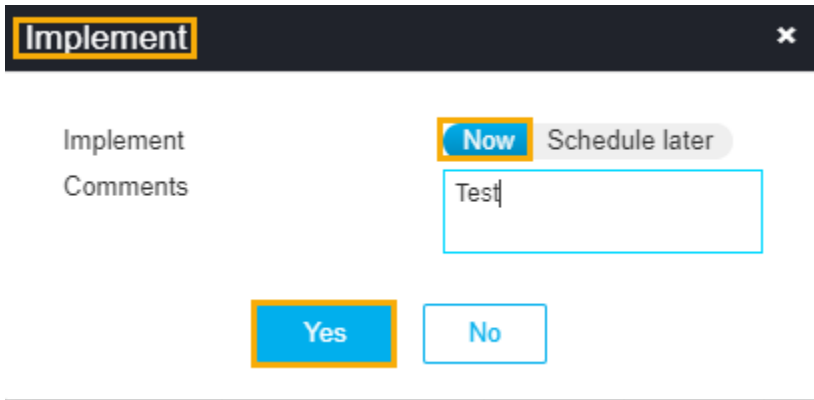 Implement ×
Implement Now Schedule later
Comments Test
Yes No